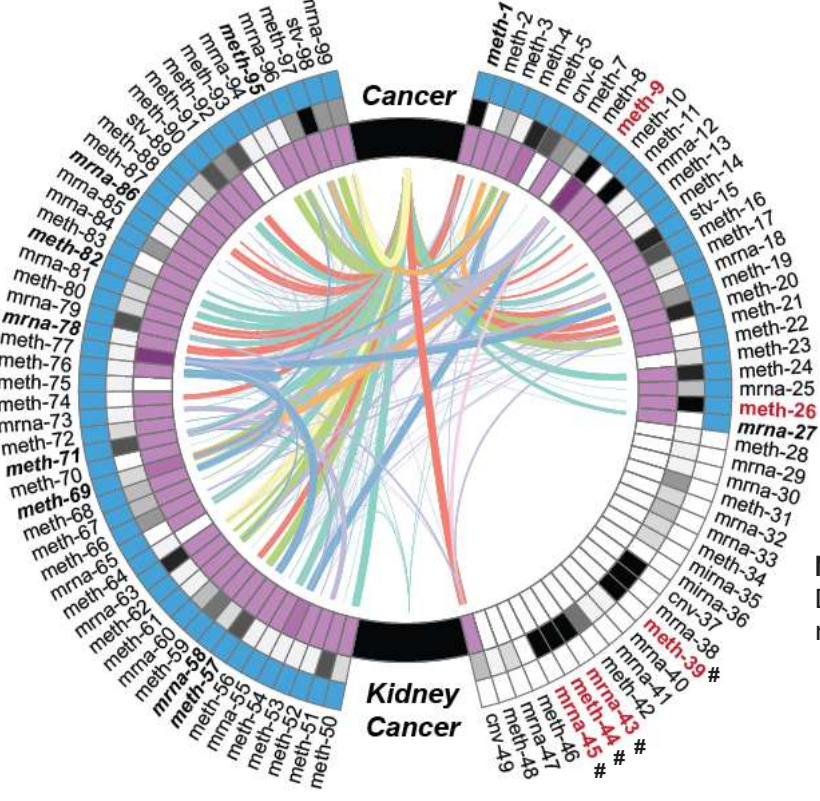 Cancer
meth-1
meth-2
meth-3
meth-4
meth-5
cnv-6
meth-7
meth-8
meth-9
meth-10
meth-11
mrna-12
meth-13
meth-14
stv-15
meth-16
meth-17
mrna-18
meth-19
meth-20
meth-21
meth-22
meth-23
meth-24
mrna-25
meth-26
mrna-27
meth-28
mrna-29
mrna-30
meth-31
mrna-32
mrna-33
meth-34
mirna-35
mirna-36
cnv-37
mrna-38
meth-39 #
mrna-40
mrna-41
meth-42
mrna-43 #
meth-44 #
mrna-45 #
meth-46
mrna-47
meth-48
cnv-49
Kidney
Cancer
meth-50
meth-51
meth-52
meth-53
meth-54
mrna-55
meth-56
meth-57
mrna-58
meth-59
mrna-60
meth-61
meth-62
mrna-63
meth-64
mrna-65
meth-66
meth-67
meth-68
meth-69
meth-70
meth-71
meth-72
mrna-73
meth-74
meth-75
meth-76
meth-77
mrna-78
mrna-79
meth-80
mrna-81
meth-82
meth-83
mrna-84
mrna-85
mrna-86
meth-87
meth-88
stv-89
meth-90
meth-91
meth-92
meth-93
mrna-94
meth-95
mrna-96
meth-97
stv-98
mrna-99